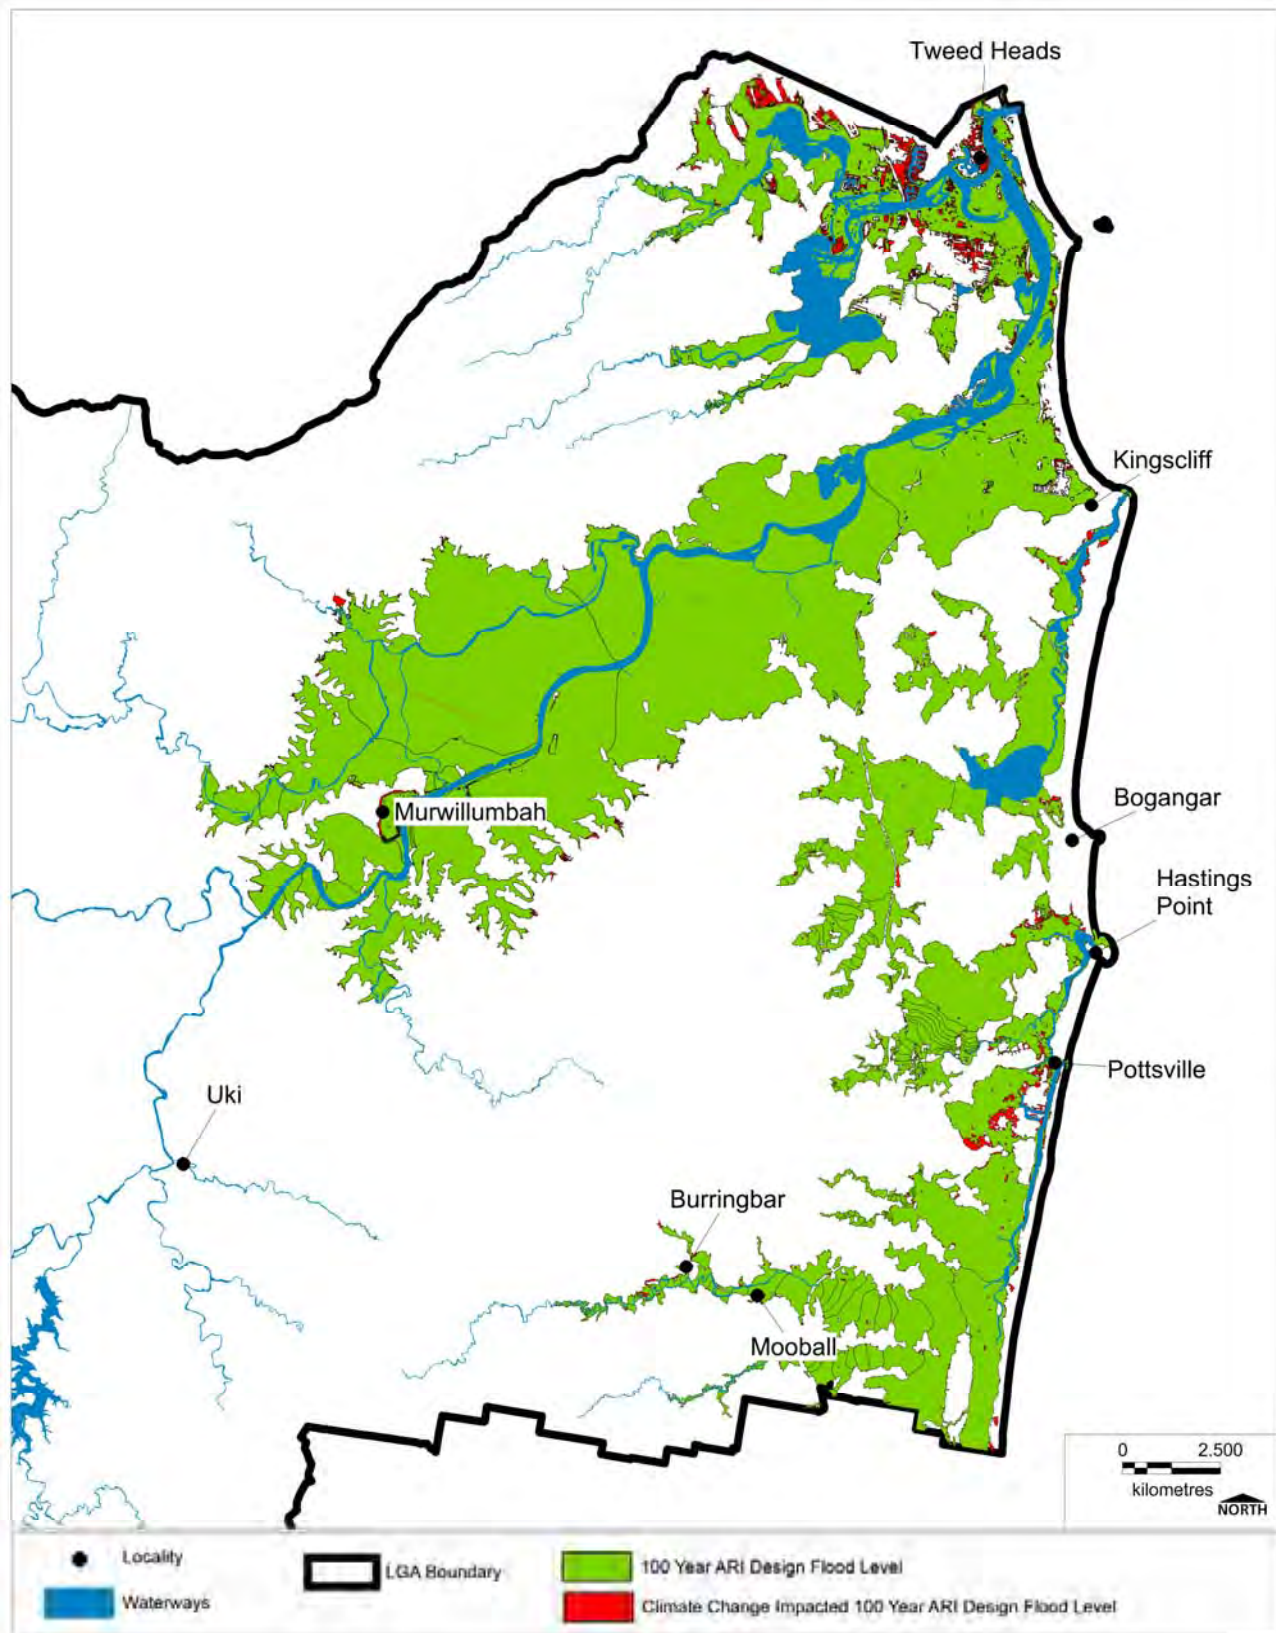 Tweed Heads
Kingscliff
Murwillumbah
Bogangar
Hastings
Point
Pottsville
Uki
Burringbar
Mooball
0 2.500
kilometres
NORTH
Locality
LGA Boundary
100 Year ARI Design Flood Level
Waterways
Climate Change Impacted 100 Year ARI Design Flood Level